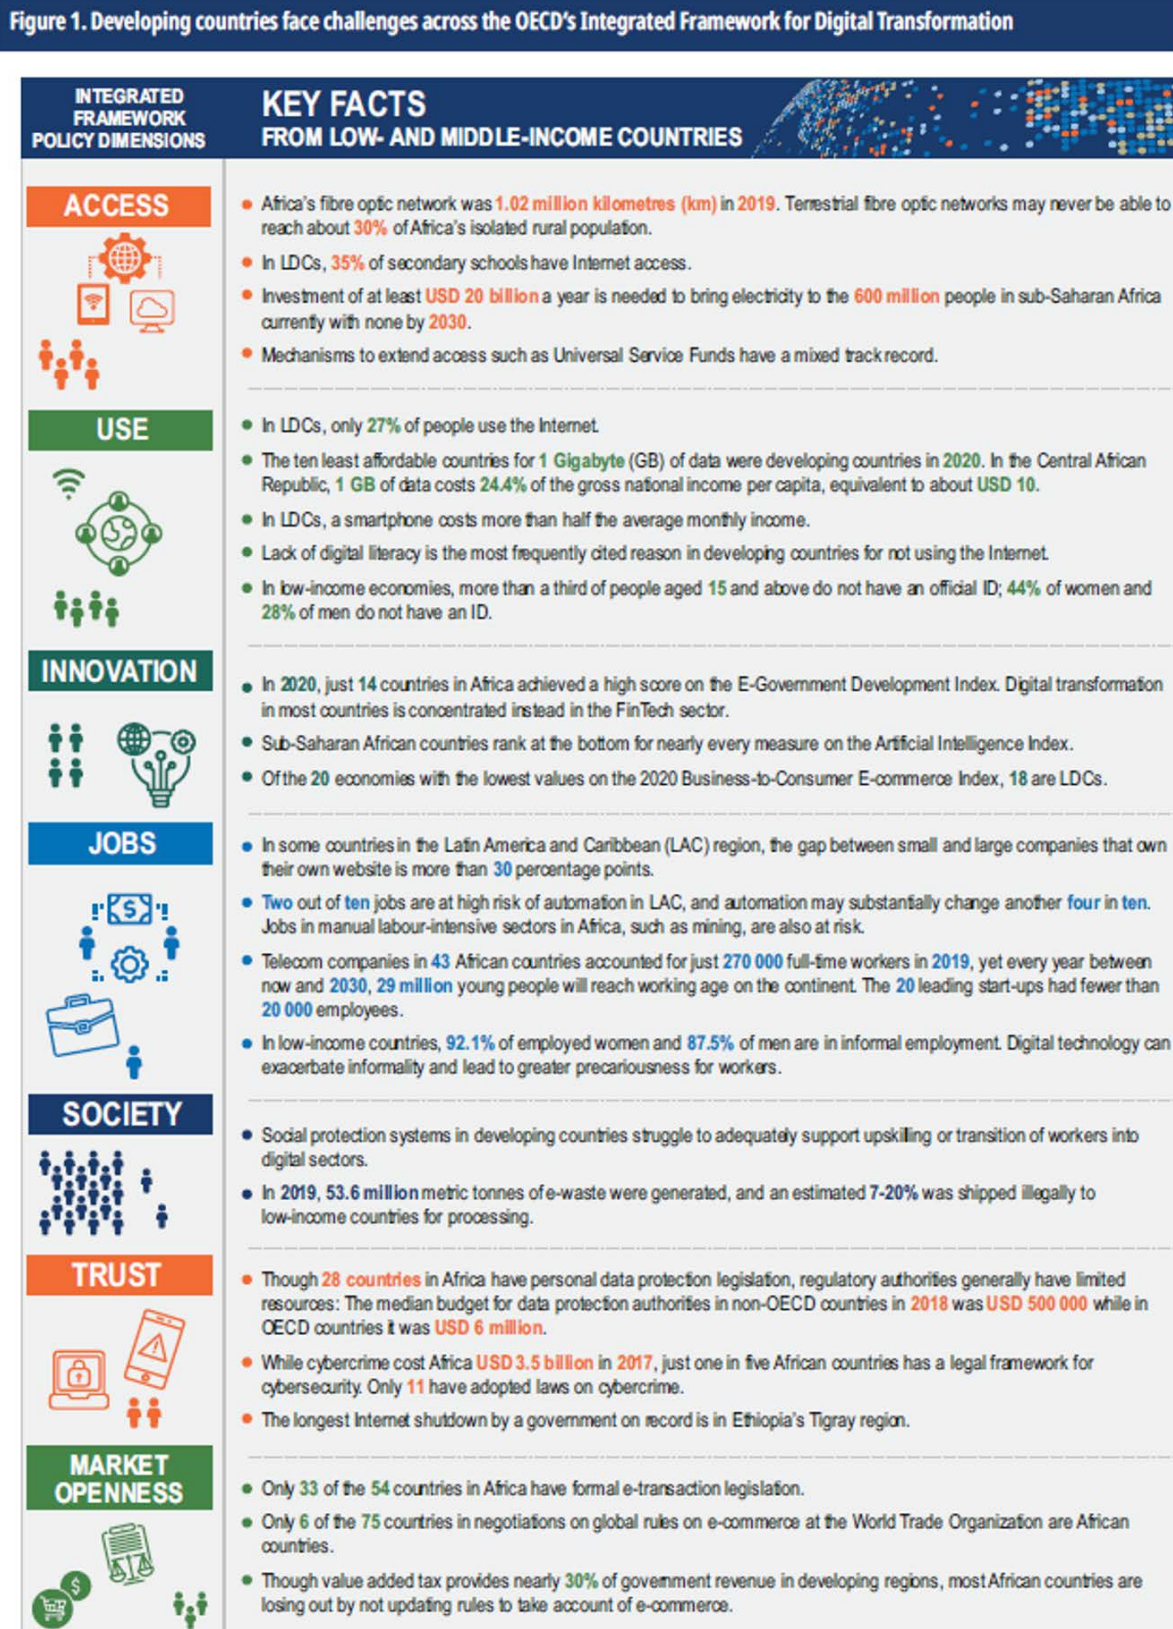 Figure 1. Developing countries face challenges across the OECD's Integrated Framework for Digital Transformation
INTEGRATED
FRAMEWORK
POLICY DIMENSIONS
KEY FACTS
FROM LOW- AND MIDDLE-INCOME COUNTRIES
ACCESS
• Africa's fibre optic network was 1.02 million kilometres (km) in 2019. Terrestrial fibre optic networks may never be able to
reach about 30% of Africa's isolated rural population.
• In LDCs, 35% of secondary schools have Internet access.
• Investment of at least USD 20 billion a year is needed to bring electricity to the 600 million people in sub-Saharan Africa
currently with none by 2030.
• Mechanisms to extend access such as Universal Service Funds have a mixed track record.
USE
• In LDCs, only 27% of people use the Internet.
• The ten least affordable countries for 1 Gigabyte (GB) of data were developing countries in 2020. In the Central African
Republic, 1 GB of data costs 24.4% of the gross national income per capita, equivalent to about USD 10.
• In LDCs, a smartphone costs more than half the average monthly income.
• Lack of digital literacy is the most frequently cited reason in developing countries for not using the Internet.
• In low-income economies, more than a third of people aged 15 and above do not have an official ID; 44% of women and
28% of men do not have an ID.
INNOVATION
• In 2020, just 14 countries in Africa achieved a high score on the E-Government Development Index. Digital transformation
in most countries is concentrated instead in the FinTech sector.
• Sub-Saharan African countries rank at the bottom for nearly every measure on the Artificial Intelligence Index.
• Of the 20 economies with the lowest values on the 2020 Business-to-Consumer E-commerce Index, 18 are LDCs.
JOBS
• In some countries in the Latin America and Caribbean (LAC) region, the gap between small and large companies that own
their own website is more than 30 percentage points.
• Two out of ten jobs are at high risk of automation in LAC, and automation may substantially change another four in ten.
Jobs in manual labour-intensive sectors in Africa, such as mining, are also at risk.
• Telecom companies in 43 African countries accounted for just 270 000 full-time workers in 2019, yet every year between
now and 2030, 29 million young people will reach working age on the continent. The 20 leading start-ups had fewer than
20 000 employees.
• In low-income countries, 92.1% of employed women and 87.5% of men are in informal employment. Digital technology can
exacerbate informality and lead to greater precariousness for workers.
SOCIETY
• Social protection systems in developing countries struggle to adequately support upskilling or transition of workers into
digital sectors.
• In 2019, 53.6 million metric tonnes of e-waste were generated, and an estimated 7-20% was shipped illegally to
low-income countries for processing.
TRUST
• Though 28 countries in Africa have personal data protection legislation, regulatory authorities generally have limited
resources: The median budget for data protection authorities in non-OECD countries in 2018 was USD 500 000 while in
OECD countries it was USD 6 million.
• While cybercrime cost Africa USD 3.5 billion in 2017, just one in five African countries has a legal framework for
cybersecurity. Only 11 have adopted laws on cybercrime.
• The longest Internet shutdown by a government on record is in Ethiopia's Tigray region.
MARKET
OPENNESS
• Only 33 of the 54 countries in Africa have formal e-transaction legislation.
• Only 6 of the 75 countries in negotiations on global rules on e-commerce at the World Trade Organization are African
countries.
• Though value added tax provides nearly 30% of government revenue in developing regions, most African countries are
losing out by not updating rules to take account of e-commerce.